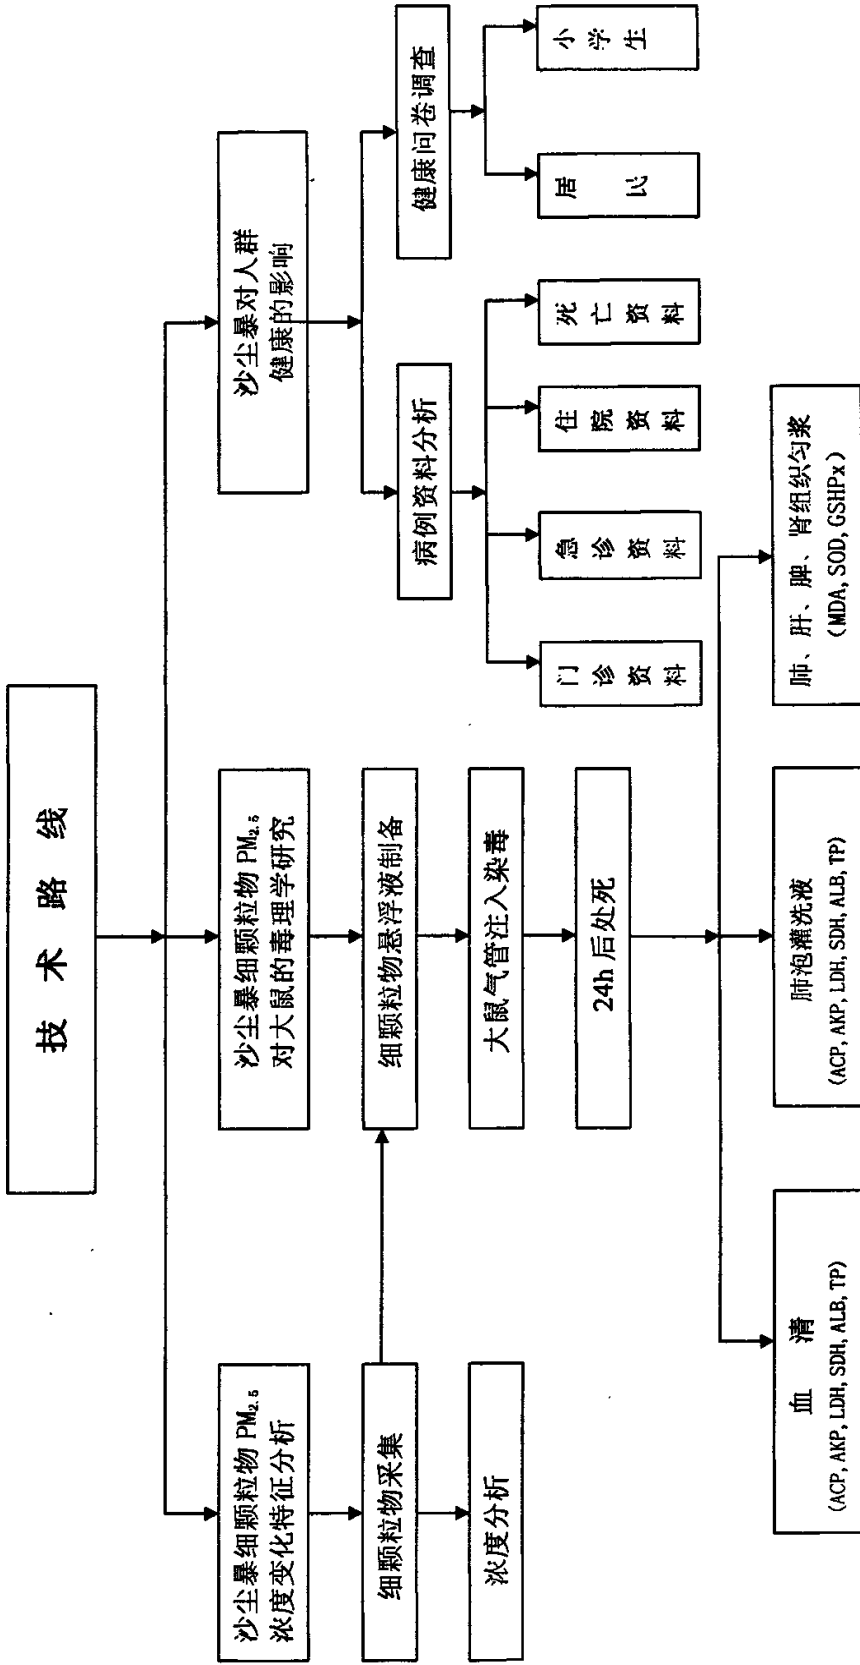 技 术 路 线
沙尘暴细颗粒物 PM2.5
浓度变化特征分析
沙尘暴细颗粒物 PM2.5
对大鼠的毒理学研究
沙尘暴对人群
健康的影响
细颗粒物采集
细颗粒物悬浮液制备
病例资料分析
健康问卷调查
浓度分析
大鼠气管注入染毒
门诊资料
急诊资料
住院资料
死亡资料
居 民
小学生
24h 后处死
血 清
(ACP, AKP, LDH, SDH, ALB, TP)
肺泡灌洗液
(ACP, AKP, LDH, SDH, ALB, TP)
肺、肝、脾、肾组织匀浆
(MDA, SOD, GSHPx)